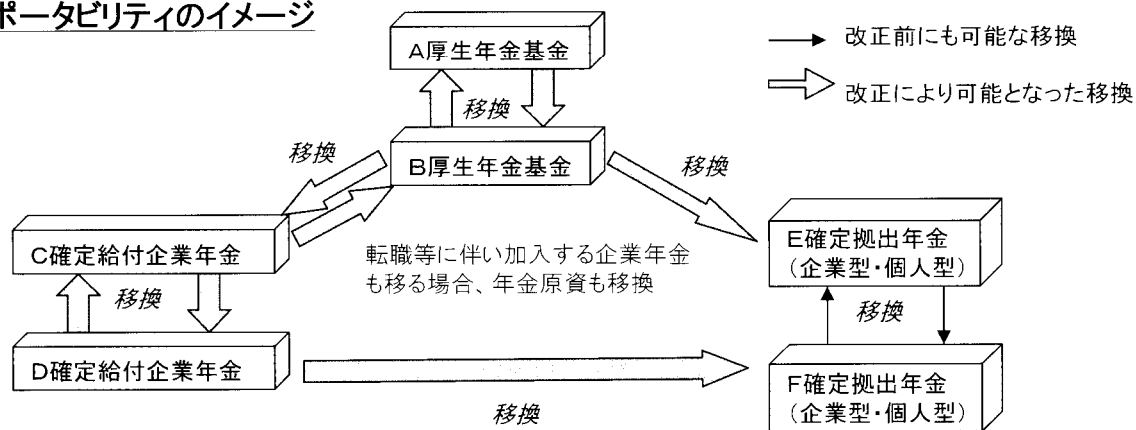 ポータビリティのイメージ
A厚生年金基金
移換
B厚生年金基金
改正前にも可能な移換
改正により可能となった移換
移換
移換
C確定給付企業年金
移換
D確定給付企業年金
転職等に伴い加入する企業年金
も移る場合、年金原資も移換
E確定拠出年金
(企業型・個人型)
移換
F確定拠出年金
(企業型・個人型)
移換